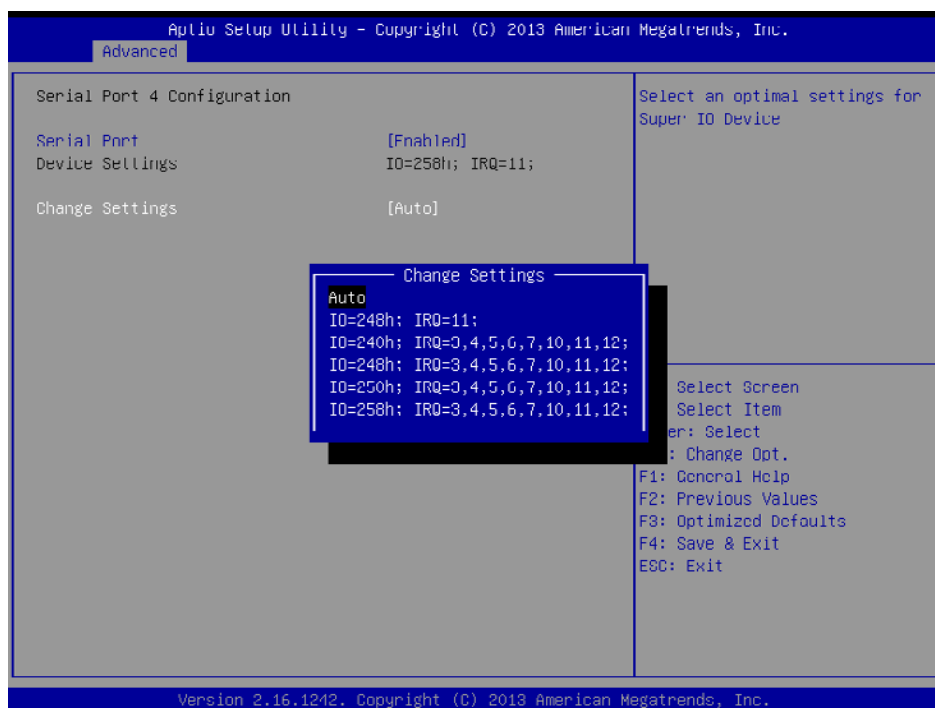 Aptio Setup Utility – Copyright (C) 2013 American Megatrends, Inc.
Advanced
Serial Port 4 Configuration
Serial Port [Enabled]
Device Settings IO=258h; IRQ=11;
Change Settings [Auto]
Select an optimal settings for
Super IO Device
Change Settings
Auto
IO=248h; IRQ=11;
IO=240h; IRQ=3,4,5,6,7,10,11,12;
IO=248h; IRQ=3,4,5,6,7,10,11,12;
IO=250h; IRQ=3,4,5,6,7,10,11,12;
IO=258h; IRQ=3,4,5,6,7,10,11,12;
Select Screen
Select Item
er: Select
: Change Opt.
F1: General Help
F2: Previous Values
F3: Optimized Defaults
F4: Save & Exit
ESC: Exit
Version 2.16.1242. Copyright (C) 2013 American Megatrends, Inc.